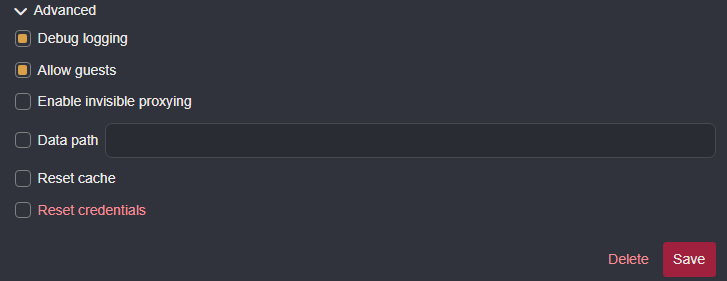 Advanced
Debug logging
Allow guests
Enable invisible proxying
Data path
Reset cache
Reset credentials
Delete Save